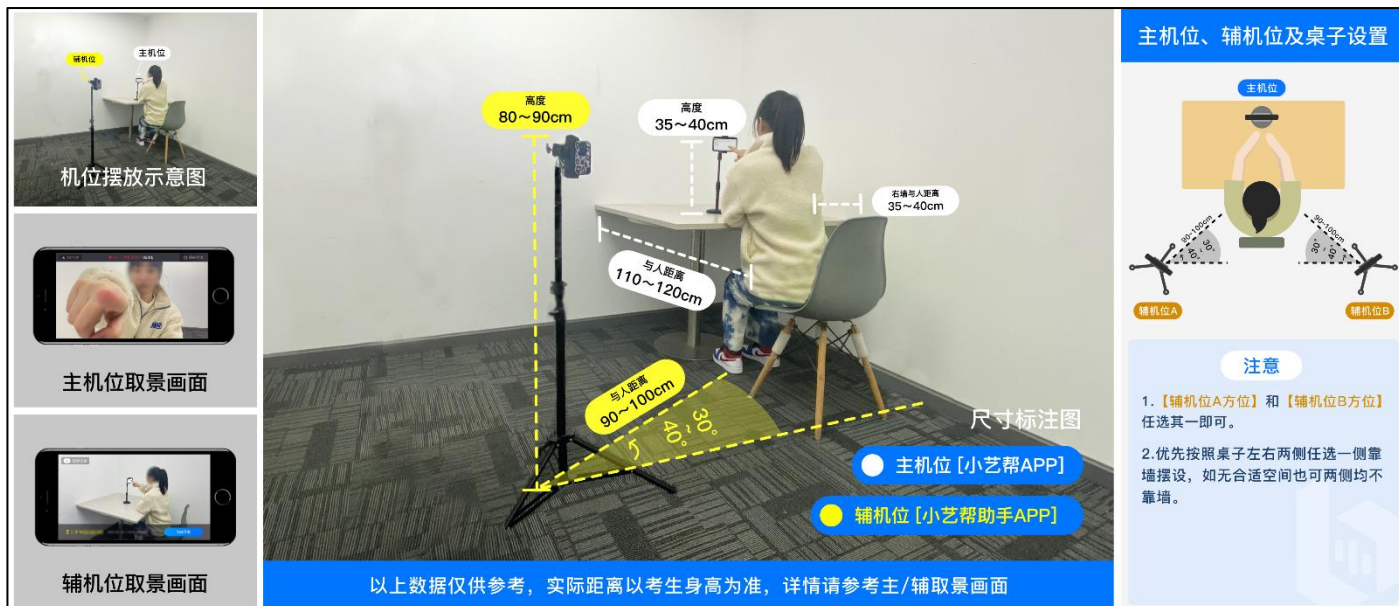 辅机位
主机位
机位摆放示意图
主机位取景画面
辅机位取景画面
高度
80～90cm
高度
35～40cm
右墙与人距离
35～40cm
与人距离
110～120cm
与人距离
90～100cm
30°
~
40°
尺寸标注图
主机位 [小艺帮APP]
辅机位 [小艺帮助手APP]
以上数据仅供参考，实际距离以考生身高为准，详情请参考主/辅取景画面
主机位、辅机位及桌子设置
主机位
90-100cm
30°
~
40°
90-100cm
30°
~
40°
辅机位A
辅机位B
注意
1.【辅机位A方位】和【辅机位B方位】
任选其一即可。
2.优先按照桌子左右两侧任选一侧靠
墙摆设，如无合适空间也可两侧均不
靠墙。